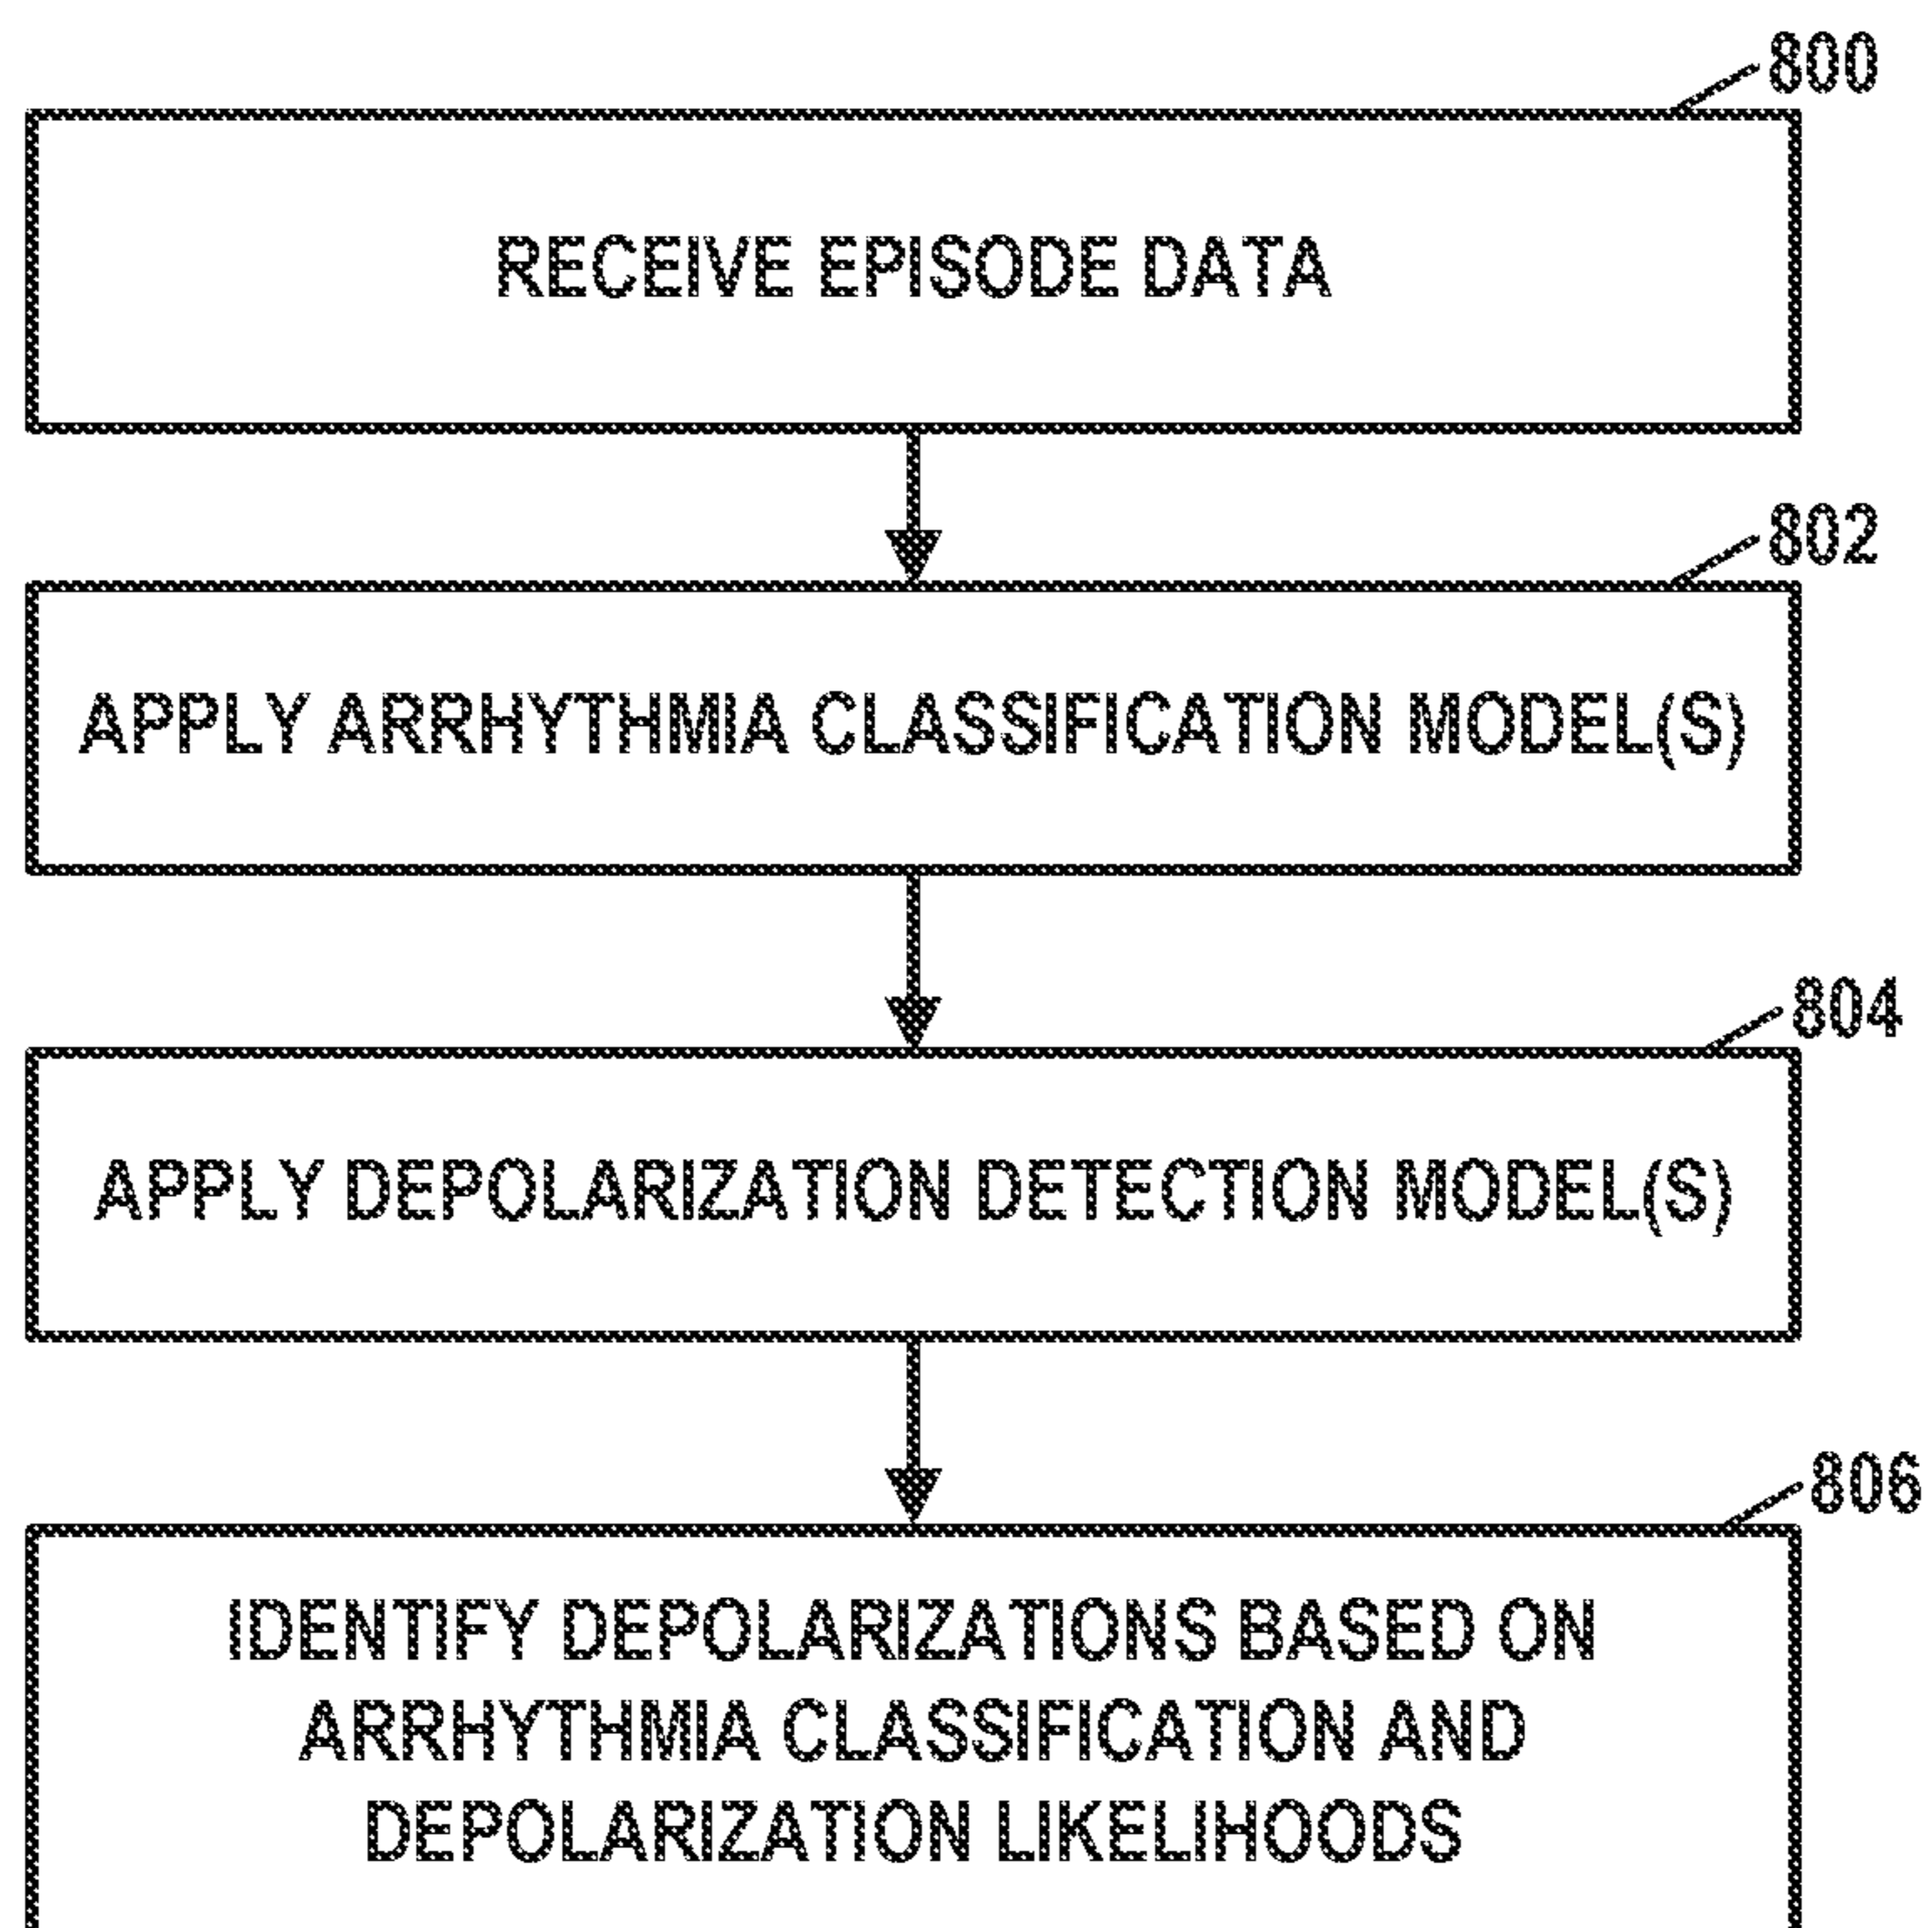 800
RECEIVE EPISODE DATA
802
APPLY ARRHYTHMIA CLASSIFICATION MODEL(S)
804
APPLY DEPOLARIZATION DETECTION MODEL(S)
806
IDENTIFY DEPOLARIZATIONS BASED ON
ARRHYTHMIA CLASSIFICATION AND
DEPOLARIZATION LIKELIHOODS